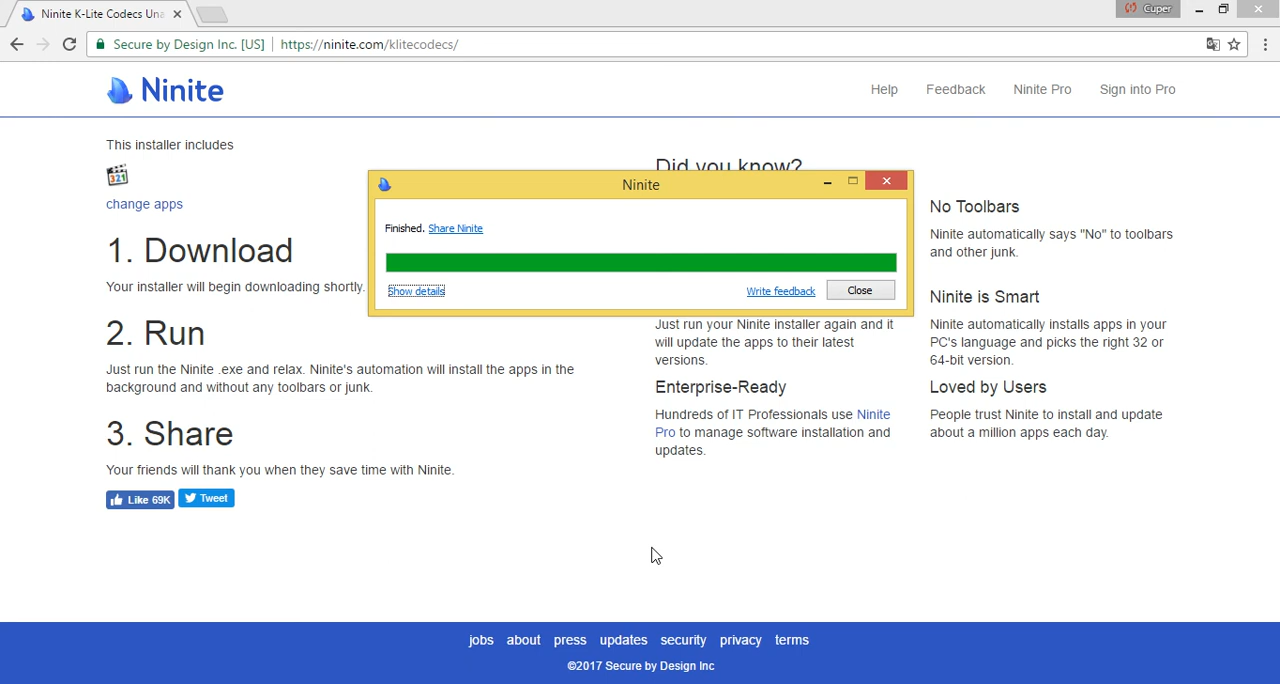 Ninite K-Lite Codecs Una
Cuper
Secure by Design Inc. [US]
https://ninite.com/klitecodecs/
Ninite
Help
Feedback
Ninite Pro
Sign into Pro
This installer includes
321
change apps
1. Download
Your installer will begin downloading shortly.
2. Run
Just run the Ninite .exe and relax. Ninite's automation will install the apps in the
background and without any toolbars or junk.
3. Share
Your friends will thank you when they save time with Ninite.
Like 69K
Tweet
Did you know?
Ninite
Finished. Share Ninite
Show details
Write feedback
Close
Just run your Ninite installer again and it
will update the apps to their latest
versions.
Enterprise-Ready
Hundreds of IT Professionals use Ninite
Pro to manage software installation and
updates.
No Toolbars
Ninite automatically says "No" to toolbars
and other junk.
Ninite is Smart
Ninite automatically installs apps in your
PC's language and picks the right 32 or
64-bit version.
Loved by Users
People trust Ninite to install and update
about a million apps each day.
jobs about press updates security privacy terms
©2017 Secure by Design Inc